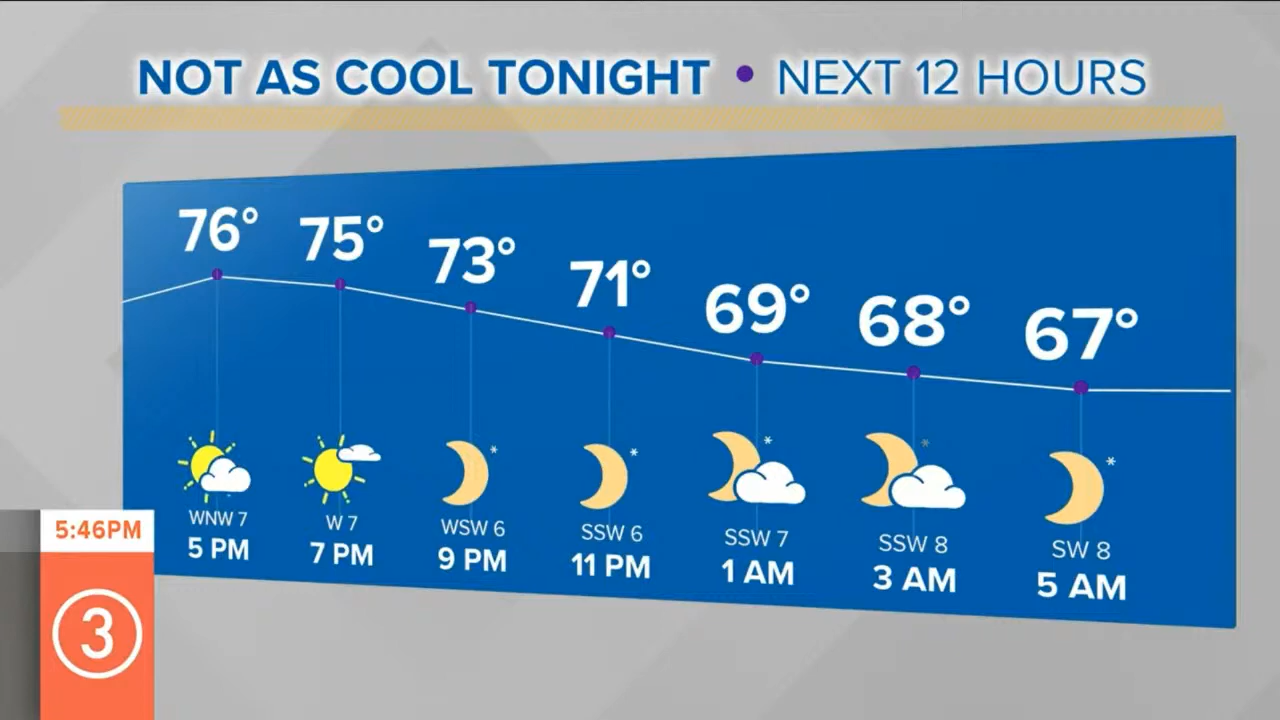 NOT AS COOL TONIGHT • NEXT 12 HOURS
76° 75° 73° 71° 69° 68° 67°
WNW 7 W 7 WSW 6 SSW 6 SSW 7 SSW 8 SW 8
5 PM 7 PM 9 PM 11 PM 1 AM 3 AM 5 AM
5:46PM
3